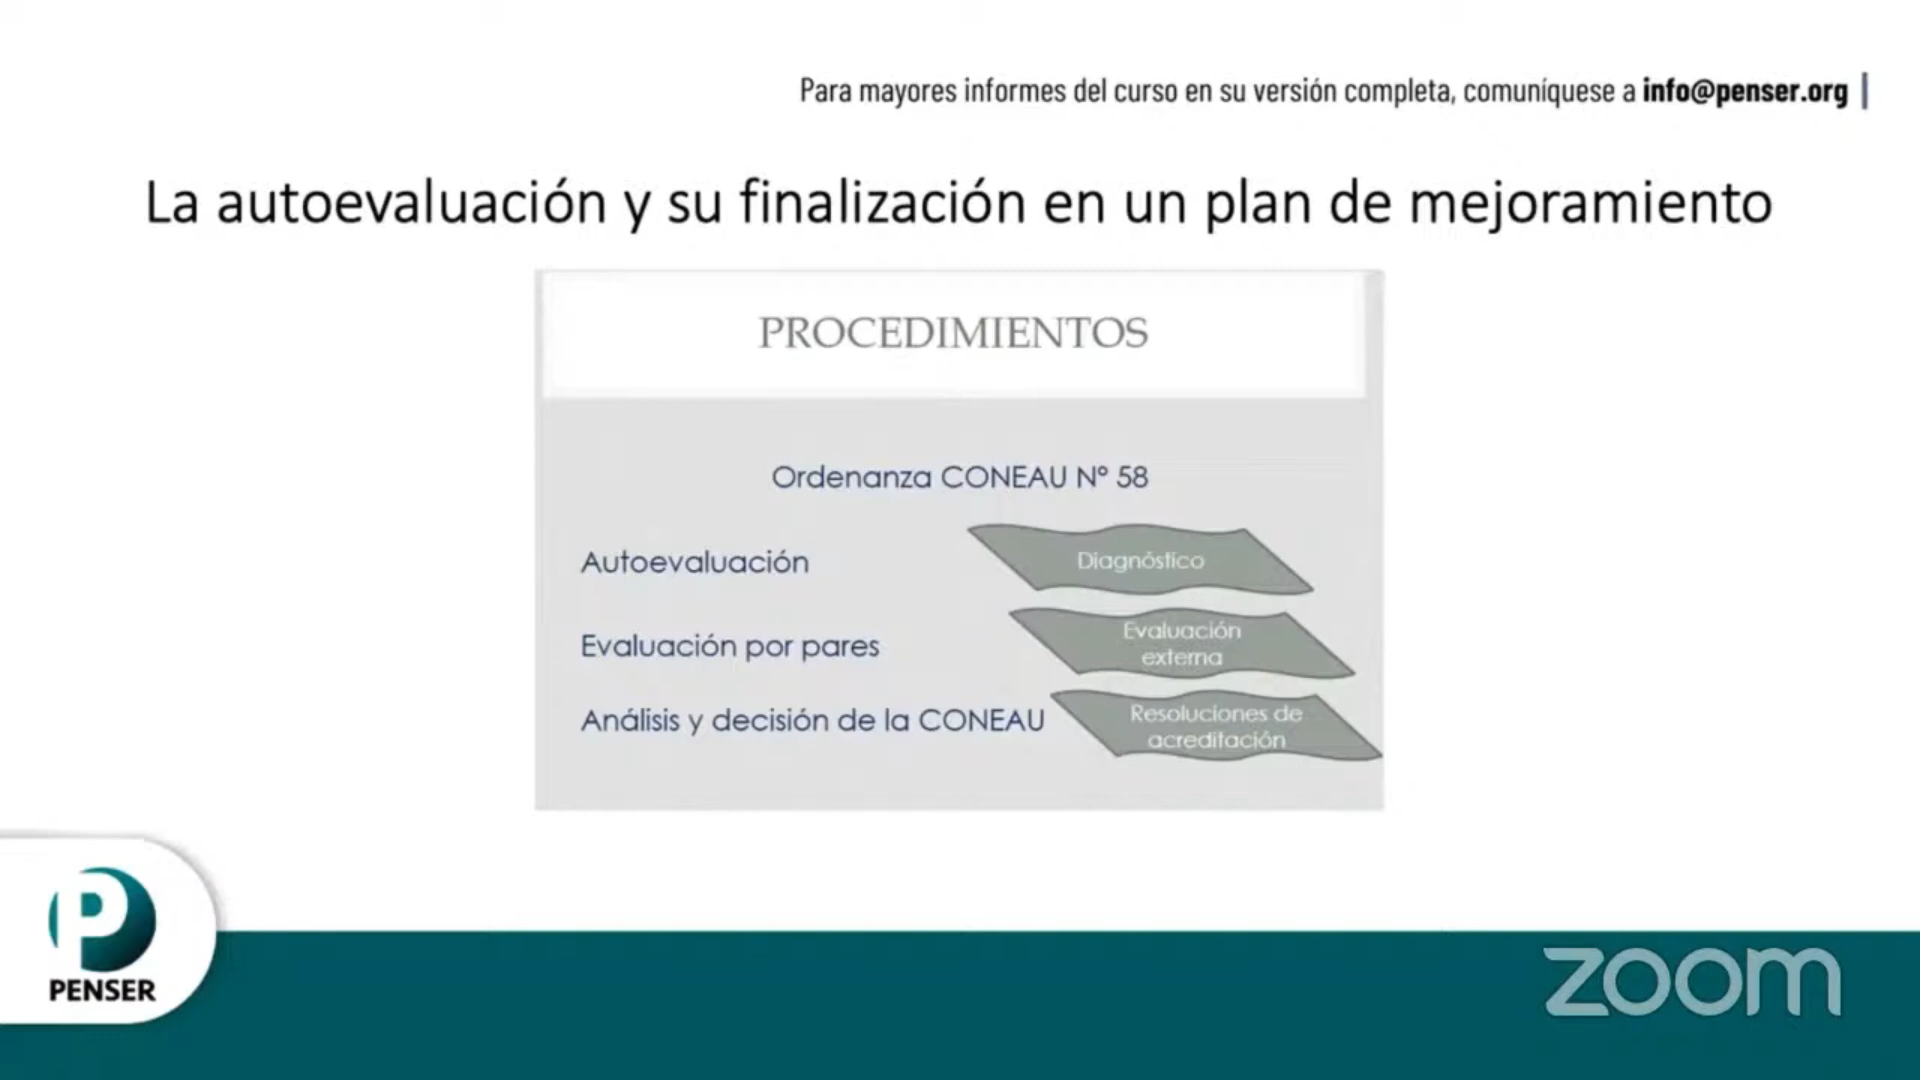 Para mayores informes del curso en su versión completa, comuníquese a info@penser.org |
La autoevaluación y su finalización en un plan de mejoramiento
PROCEDIMIENTOS
Ordenanza CONEAU Nº 58
Autoevaluación
Diagnóstico
Evaluación por pares
Evaluación
externa
Análisis y decisión de la CONEAU
Resoluciones de
acreditación
P
PENSER
zoom